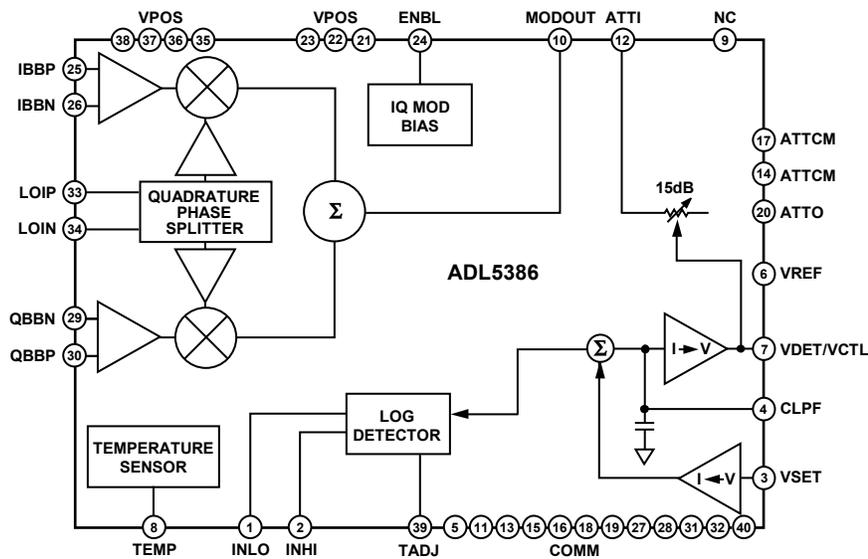 VPOS VPOS ENBL MODOUT ATTI NC
38 37 36 35 23 22 21 24 10 12 9
IBBP 25
IBBN 26
IQ MOD
BIAS
17 ATTCM
14 ATTCM
LOIP 33
LOIN 34
QUADRATURE
PHASE
SPLITTER
Σ
15dB
20 ATTO
ADL5386
6 VREF
QBBN 29
QBBP 30
Σ
I V
7 VDET/VCTL
LOG
DETECTOR
4 CLPF
TEMPERATURE
SENSOR
I V
3 VSET
8 1 2 39 5 11 13 15 16 18 19 27 28 31 32 40
TEMP INLO INHI TADJ COMM